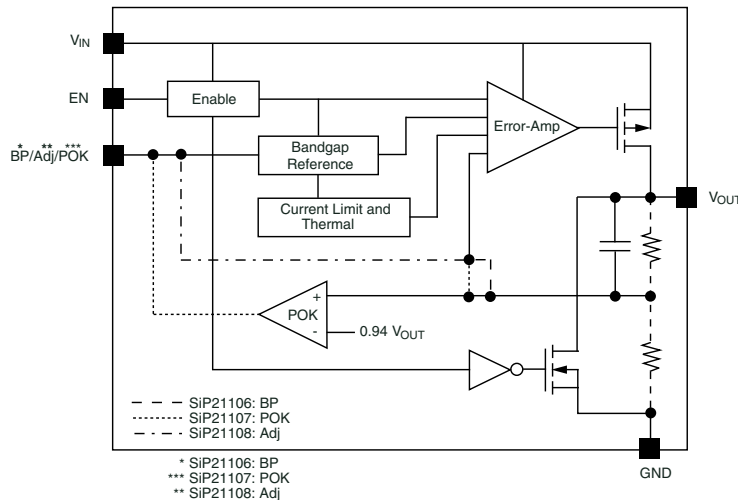 VIN
EN
Enable
Error-Amp
* ** ***
BP/Adj/POK
Bandgap
Reference
Current Limit and
Thermal
VOUT
+
POK
-
0.94 VOUT
SiP21106: BP
SiP21107: POK
SiP21108: Adj
GND
* SiP21106: BP
*** SiP21107: POK
** SiP21108: Adj